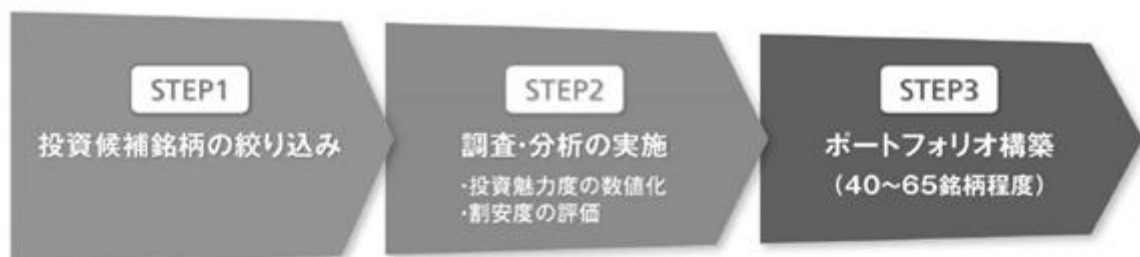 STEP1
投資候補銘柄の絞り込み
STEP2
調査・分析の実施
・投資魅力度の数値化
・割安度の評価
STEP3
ポートフォリオ構築
(40～65銘柄程度)